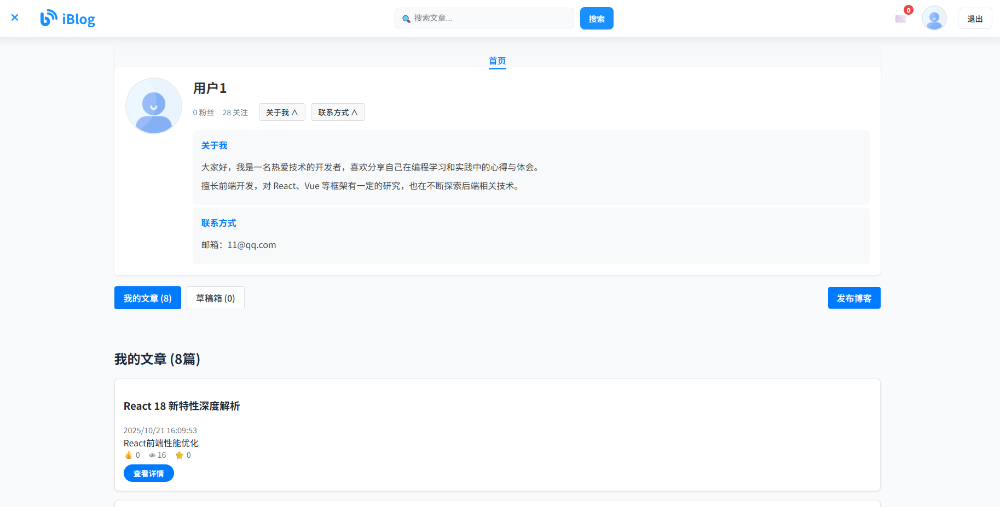 × iBlog 搜索文章... 搜索 0 退出
首页
用户1
0 粉丝 28 关注 关于我 ∧ 联系方式 ∧
关于我
大家好，我是一名热爱技术的开发者，喜欢分享自己在编程学习和实践中的心得与体会。
擅长前端开发，对 React、Vue 等框架有一定的研究，也在不断探索后端相关技术。
联系方式
邮箱：11@qq.com
我的文章 (8) 草稿箱 (0) 发布博客
我的文章 (8篇)
React 18 新特性深度解析
2025/10/21 16:09:53
React前端性能优化
👍 0 👁 16 ⭐ 0
查看详情